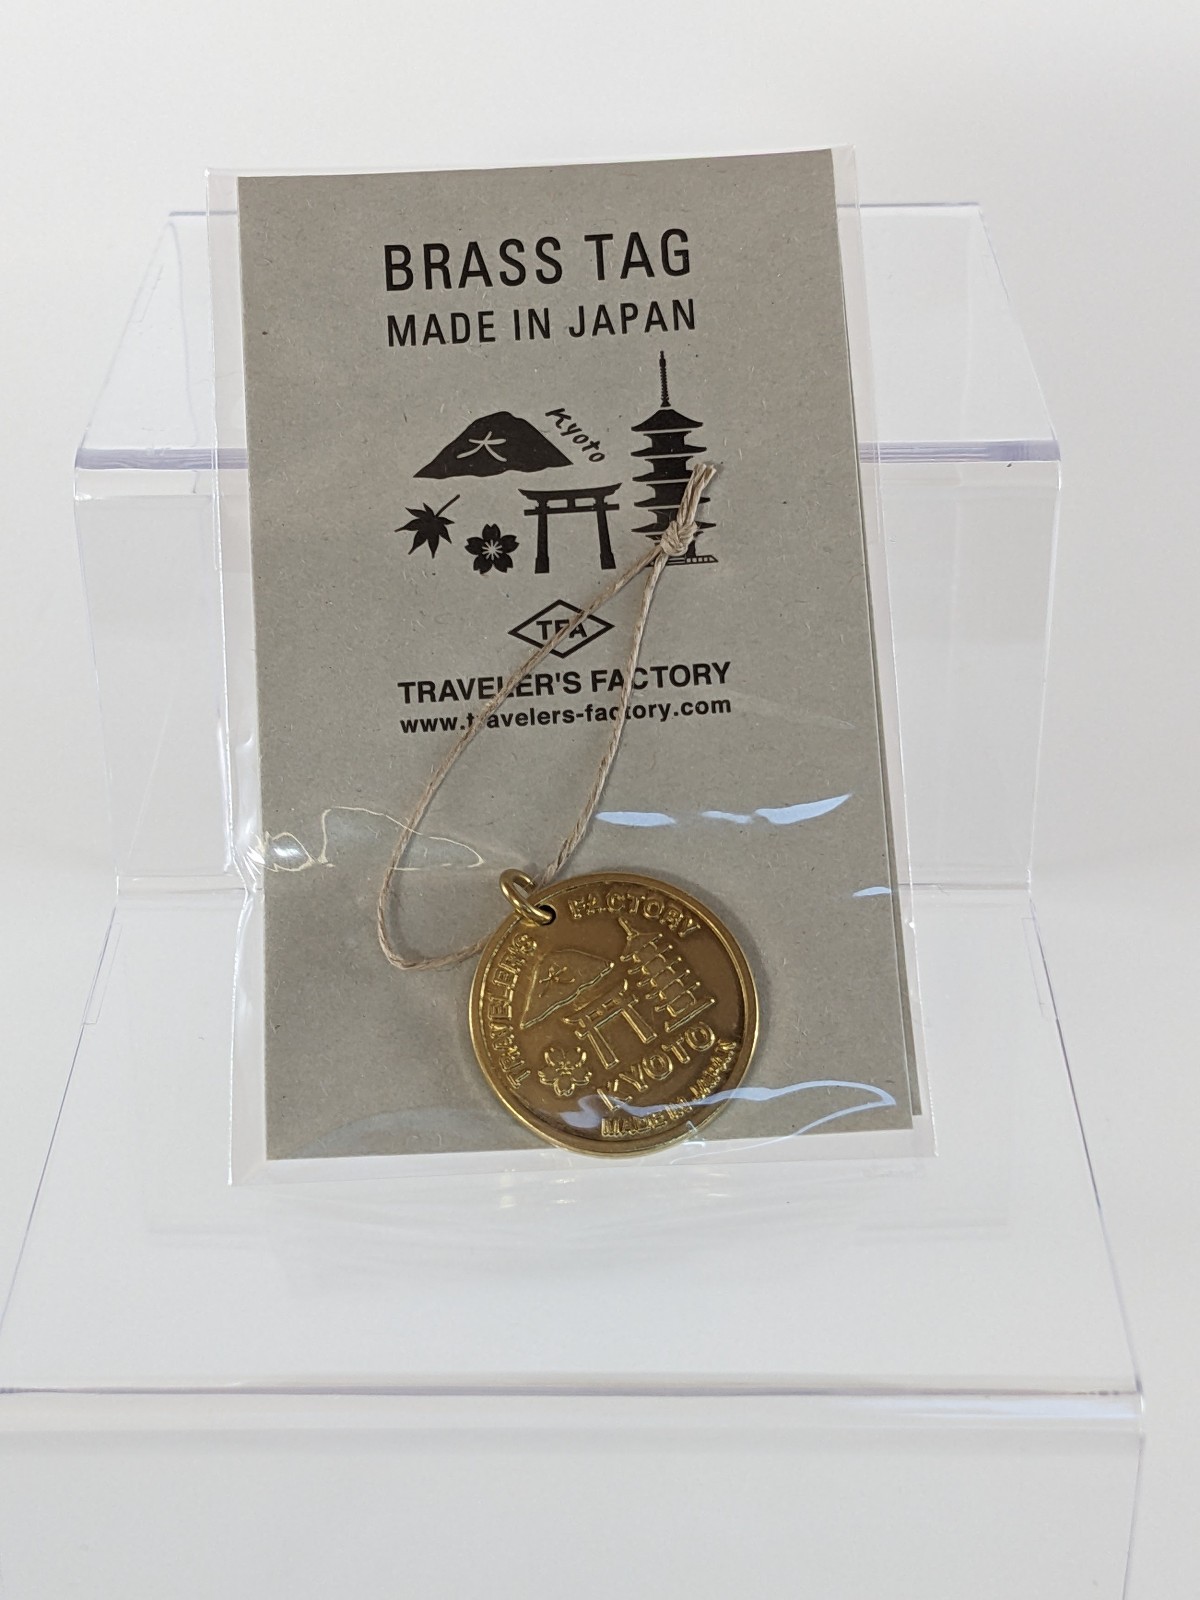 BRASS TAG
MADE IN JAPAN
大
Kyoto
TFA
TRAVELER'S FACTORY
www.travelers-factory.com
TRAVELER'S FACTORY
大
KYOTO
MADE IN JAPAN